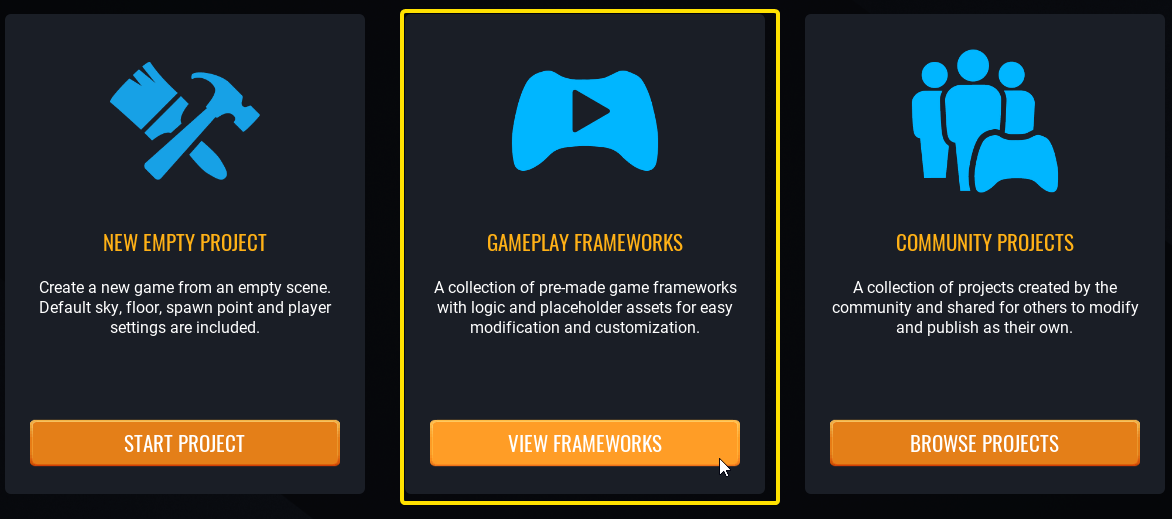 NEW EMPTY PROJECT
Create a new game from an empty scene.
Default sky, floor, spawn point and player
settings are included.
START PROJECT
GAMEPLAY FRAMEWORKS
A collection of pre-made game frameworks
with logic and placeholder assets for easy
modification and customization.
VIEW FRAMEWORKS
COMMUNITY PROJECTS
A collection of projects created by the
community and shared for others to modify
and publish as their own.
BROWSE PROJECTS